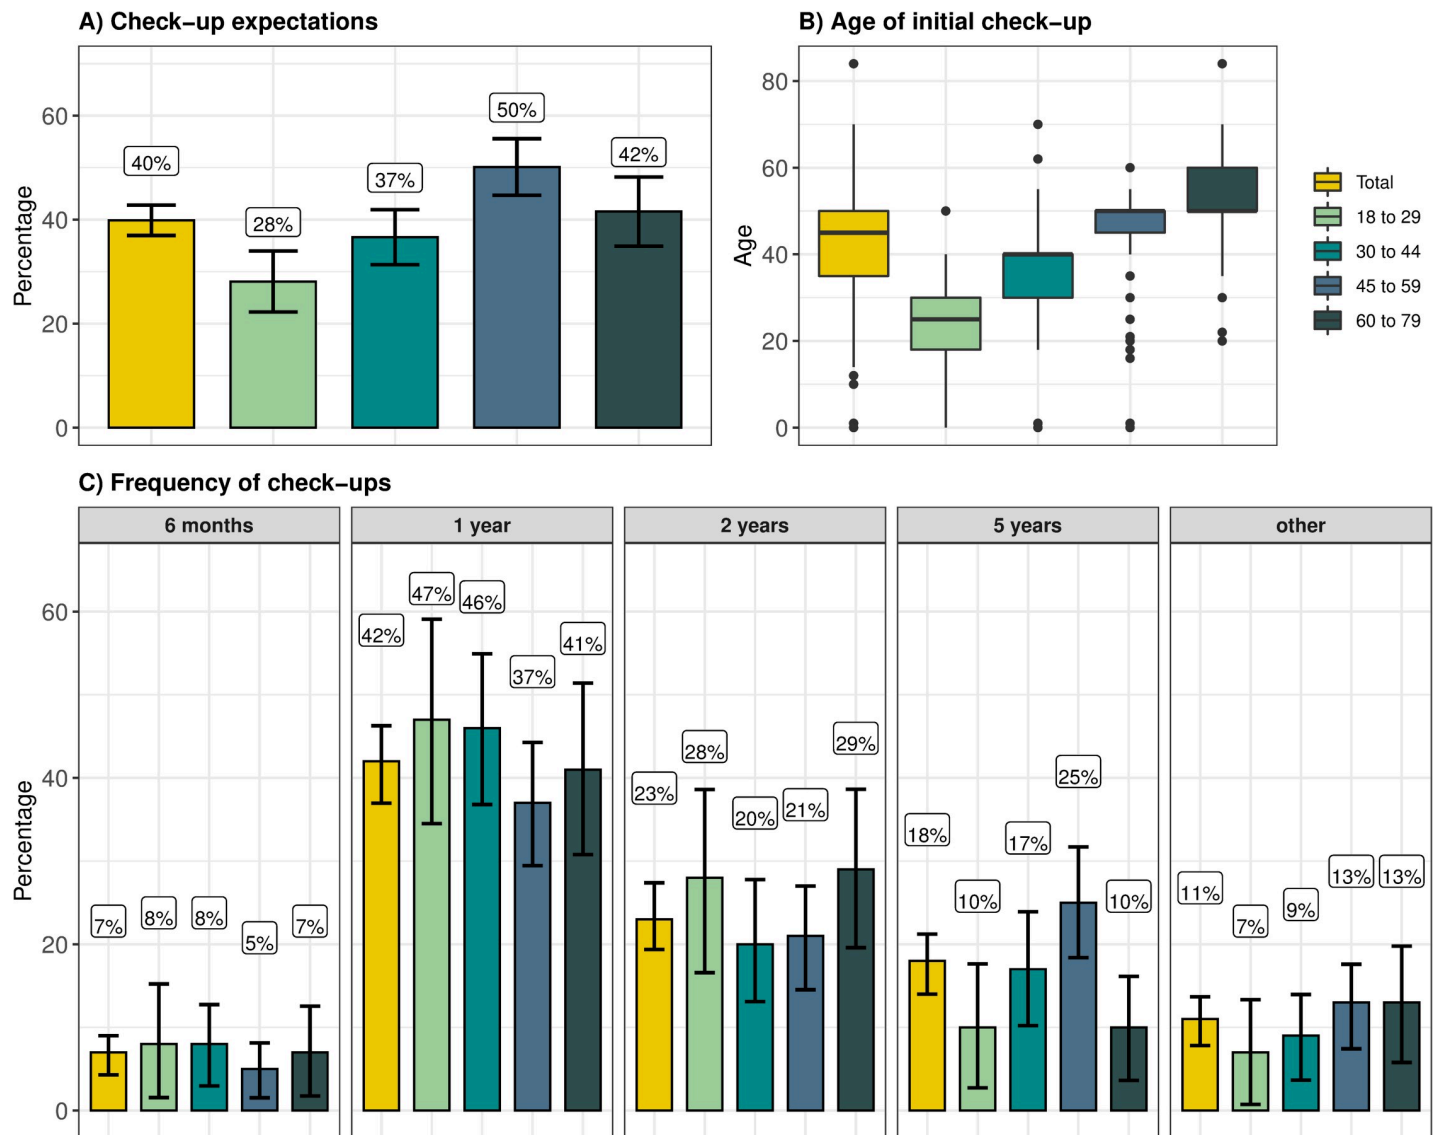 A) Check−up expectations
Percentage
60
40
20
0
40%
28%
37%
50%
42%
B) Age of initial check−up
Age
80
60
40
20
0
Total
18 to 29
30 to 44
45 to 59
60 to 79
C) Frequency of check−ups
6 months
1 year
2 years
5 years
other
Percentage
60
40
20
0
7%
8%
8%
5%
7%
42%
47%
46%
37%
41%
23%
28%
20%
21%
29%
18%
10%
17%
25%
10%
11%
7%
9%
13%
13%